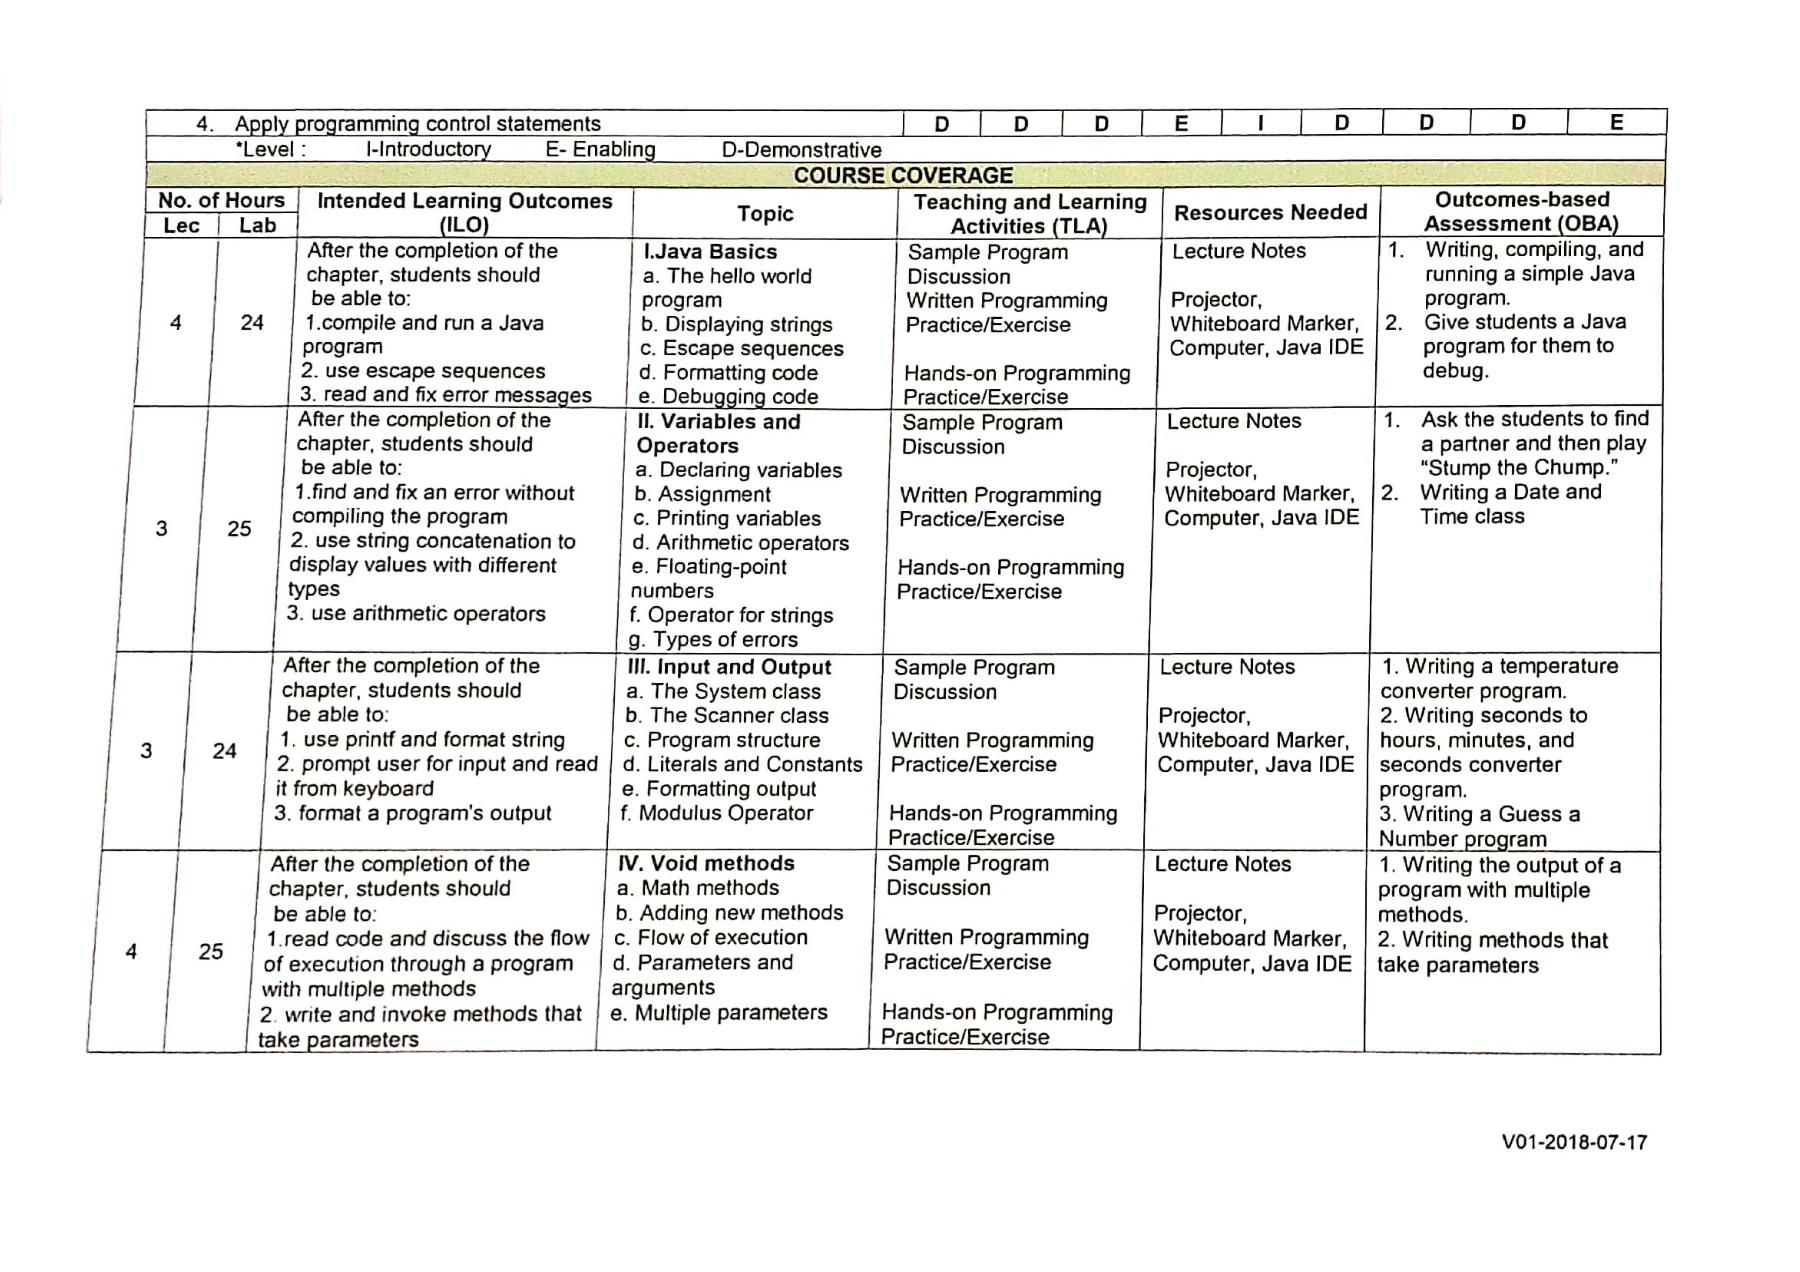 4. Apply programming control statements D D D E I D D D E
*Level : I-Introductory E- Enabling D-Demonstrative
COURSE COVERAGE
No. of Hours
Lec Lab
Intended Learning Outcomes
(ILO)
Topic
Teaching and Learning
Activities (TLA)
Resources Needed
Outcomes-based
Assessment (OBA)
4
24
After the completion of the
chapter, students should
be able to:
1.compile and run a Java
program
2. use escape sequences
3. read and fix error messages
I.Java Basics
a. The hello world
program
b. Displaying strings
c. Escape sequences
d. Formatting code
e. Debugging code
Sample Program
Discussion
Written Programming
Practice/Exercise
Hands-on Programming
Practice/Exercise
Lecture Notes
Projector,
Whiteboard Marker,
Computer, Java IDE
1. Writing, compiling, and
running a simple Java
program.
2. Give students a Java
program for them to
debug.
3
25
After the completion of the
chapter, students should
be able to:
1.find and fix an error without
compiling the program
2. use string concatenation to
display values with different
types
3. use arithmetic operators
II. Variables and
Operators
a. Declaring variables
b. Assignment
c. Printing variables
d. Arithmetic operators
e. Floating-point
numbers
f. Operator for strings
g. Types of errors
Sample Program
Discussion
Written Programming
Practice/Exercise
Hands-on Programming
Practice/Exercise
Lecture Notes
Projector,
Whiteboard Marker,
Computer, Java IDE
1. Ask the students to find
a partner and then play
“Stump the Chump.”
2. Writing a Date and
Time class
3
24
After the completion of the
chapter, students should
be able to:
1. use printf and format string
2. prompt user for input and read
it from keyboard
3. format a program's output
III. Input and Output
a. The System class
b. The Scanner class
c. Program structure
d. Literals and Constants
e. Formatting output
f. Modulus Operator
Sample Program
Discussion
Written Programming
Practice/Exercise
Hands-on Programming
Practice/Exercise
Lecture Notes
Projector,
Whiteboard Marker,
Computer, Java IDE
1. Writing a temperature
converter program.
2. Writing seconds to
hours, minutes, and
seconds converter
program.
3. Writing a Guess a
Number program
4
25
After the completion of the
chapter, students should
be able to:
1.read code and discuss the flow
of execution through a program
with multiple methods
2. write and invoke methods that
take parameters
IV. Void methods
a. Math methods
b. Adding new methods
c. Flow of execution
d. Parameters and
arguments
e. Multiple parameters
Sample Program
Discussion
Written Programming
Practice/Exercise
Hands-on Programming
Practice/Exercise
Lecture Notes
Projector,
Whiteboard Marker,
Computer, Java IDE
1. Writing the output of a
program with multiple
methods.
2. Writing methods that
take parameters
V01-2018-07-17